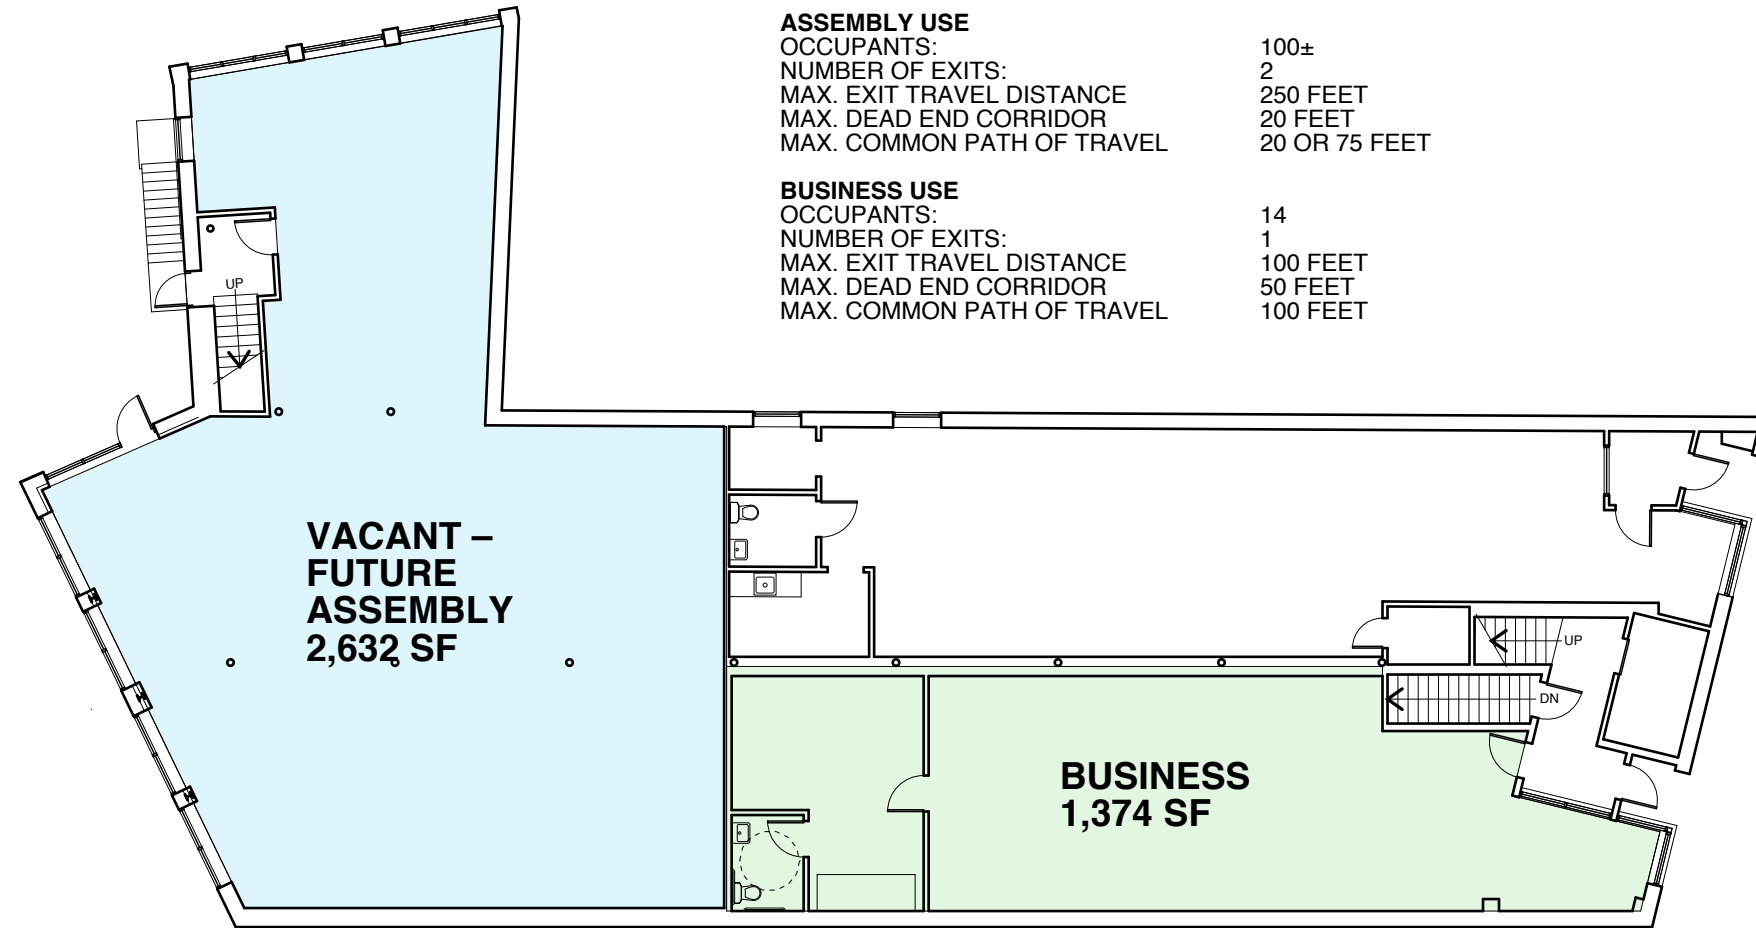 ASSEMBLY USE
OCCUPANTS: 100±
NUMBER OF EXITS: 2
MAX. EXIT TRAVEL DISTANCE 250 FEET
MAX. DEAD END CORRIDOR 20 FEET
MAX. COMMON PATH OF TRAVEL 20 OR 75 FEET
BUSINESS USE
OCCUPANTS: 14
NUMBER OF EXITS: 1
MAX. EXIT TRAVEL DISTANCE 100 FEET
MAX. DEAD END CORRIDOR 50 FEET
MAX. COMMON PATH OF TRAVEL 100 FEET
UP
VACANT –
FUTURE
ASSEMBLY
2,632 SF
UP
DN
BUSINESS
1,374 SF